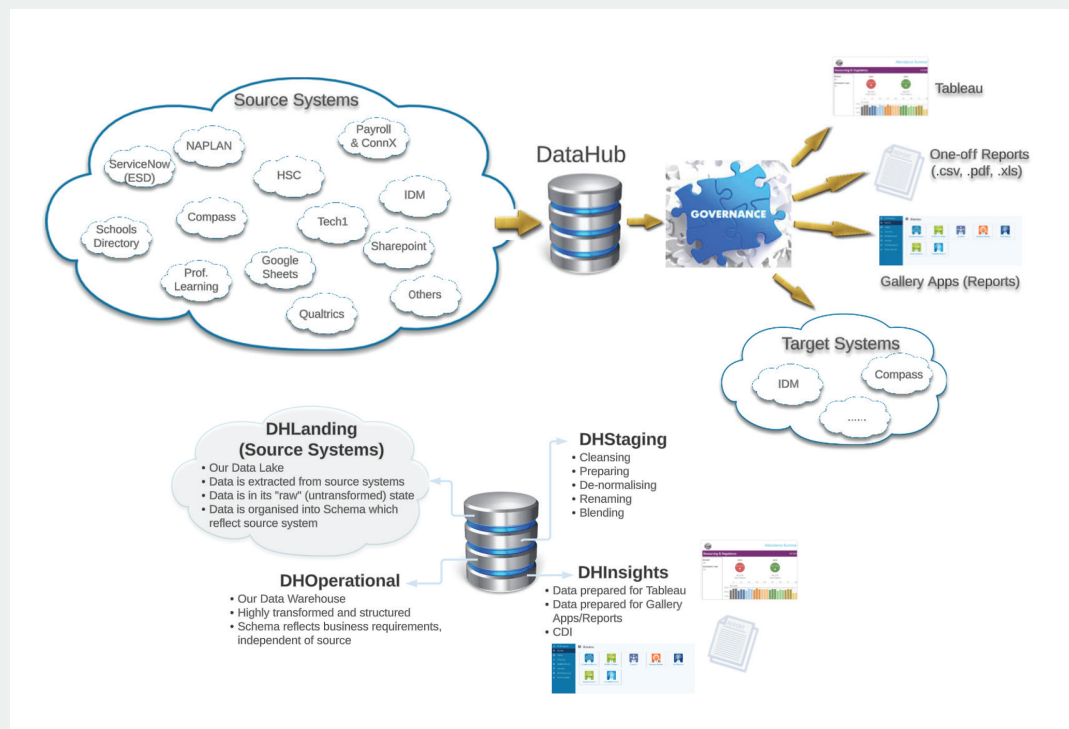 Source Systems
Payroll
& ConnX
NAPLAN
ServiceNow
(ESD)
HSC
IDM
Compass
Tech1
Schools
Directory
Sharepoint
Google
Sheets
Prof.
Learning
Others
Qualtrics
DataHub
GOVERNANCE
Tableau
One-off Reports
(.csv, .pdf, .xls)
Gallery Apps (Reports)
Target Systems
IDM
Compass
......
DHLanding
(Source Systems)
• Our Data Lake
• Data is extracted from source systems
• Data is in its "raw" (untransformed) state
• Data is organised into Schema which
reflect source system
DHStaging
• Cleansing
• Preparing
• De-normalising
• Renaming
• Blending
DHOperational
• Our Data Warehouse
• Highly transformed and structured
• Schema reflects business requirements,
independent of source
DHInsights
• Data prepared for Tableau
• Data prepared for Gallery
Apps/Reports
• CDI